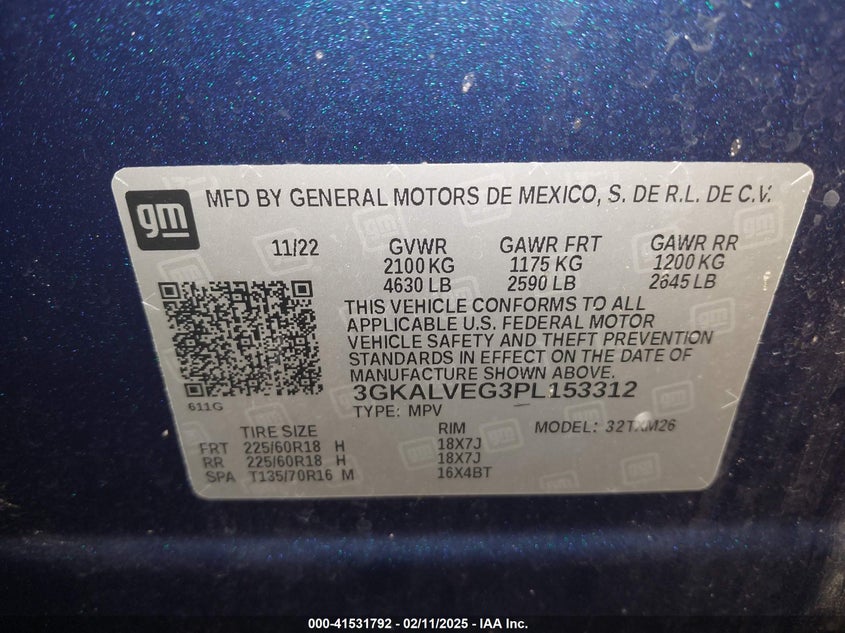 gm
MFD BY GENERAL MOTORS DE MEXICO, S. DE R.L. DE C.V.
11/22 GVWR GAWR FRT GAWR RR
2100 KG 1175 KG 1200 KG
4630 LB 2590 LB 2645 LB
THIS VEHICLE CONFORMS TO ALL
APPLICABLE U.S. FEDERAL MOTOR
VEHICLE SAFETY AND THEFT PREVENTION
STANDARDS IN EFFECT ON THE DATE OF
MANUFACTURE SHOWN ABOVE.
611G
3GKALVEG3PL153312
TYPE: MPV
TIRE SIZE RIM MODEL: 32TXM26
FRT 225/60R18 H 18X7J
RR 225/60R18 H 18X7J
SPA T135/70R16 M 16X4BT
000-41531792 – 02/11/2025 – IAA Inc.